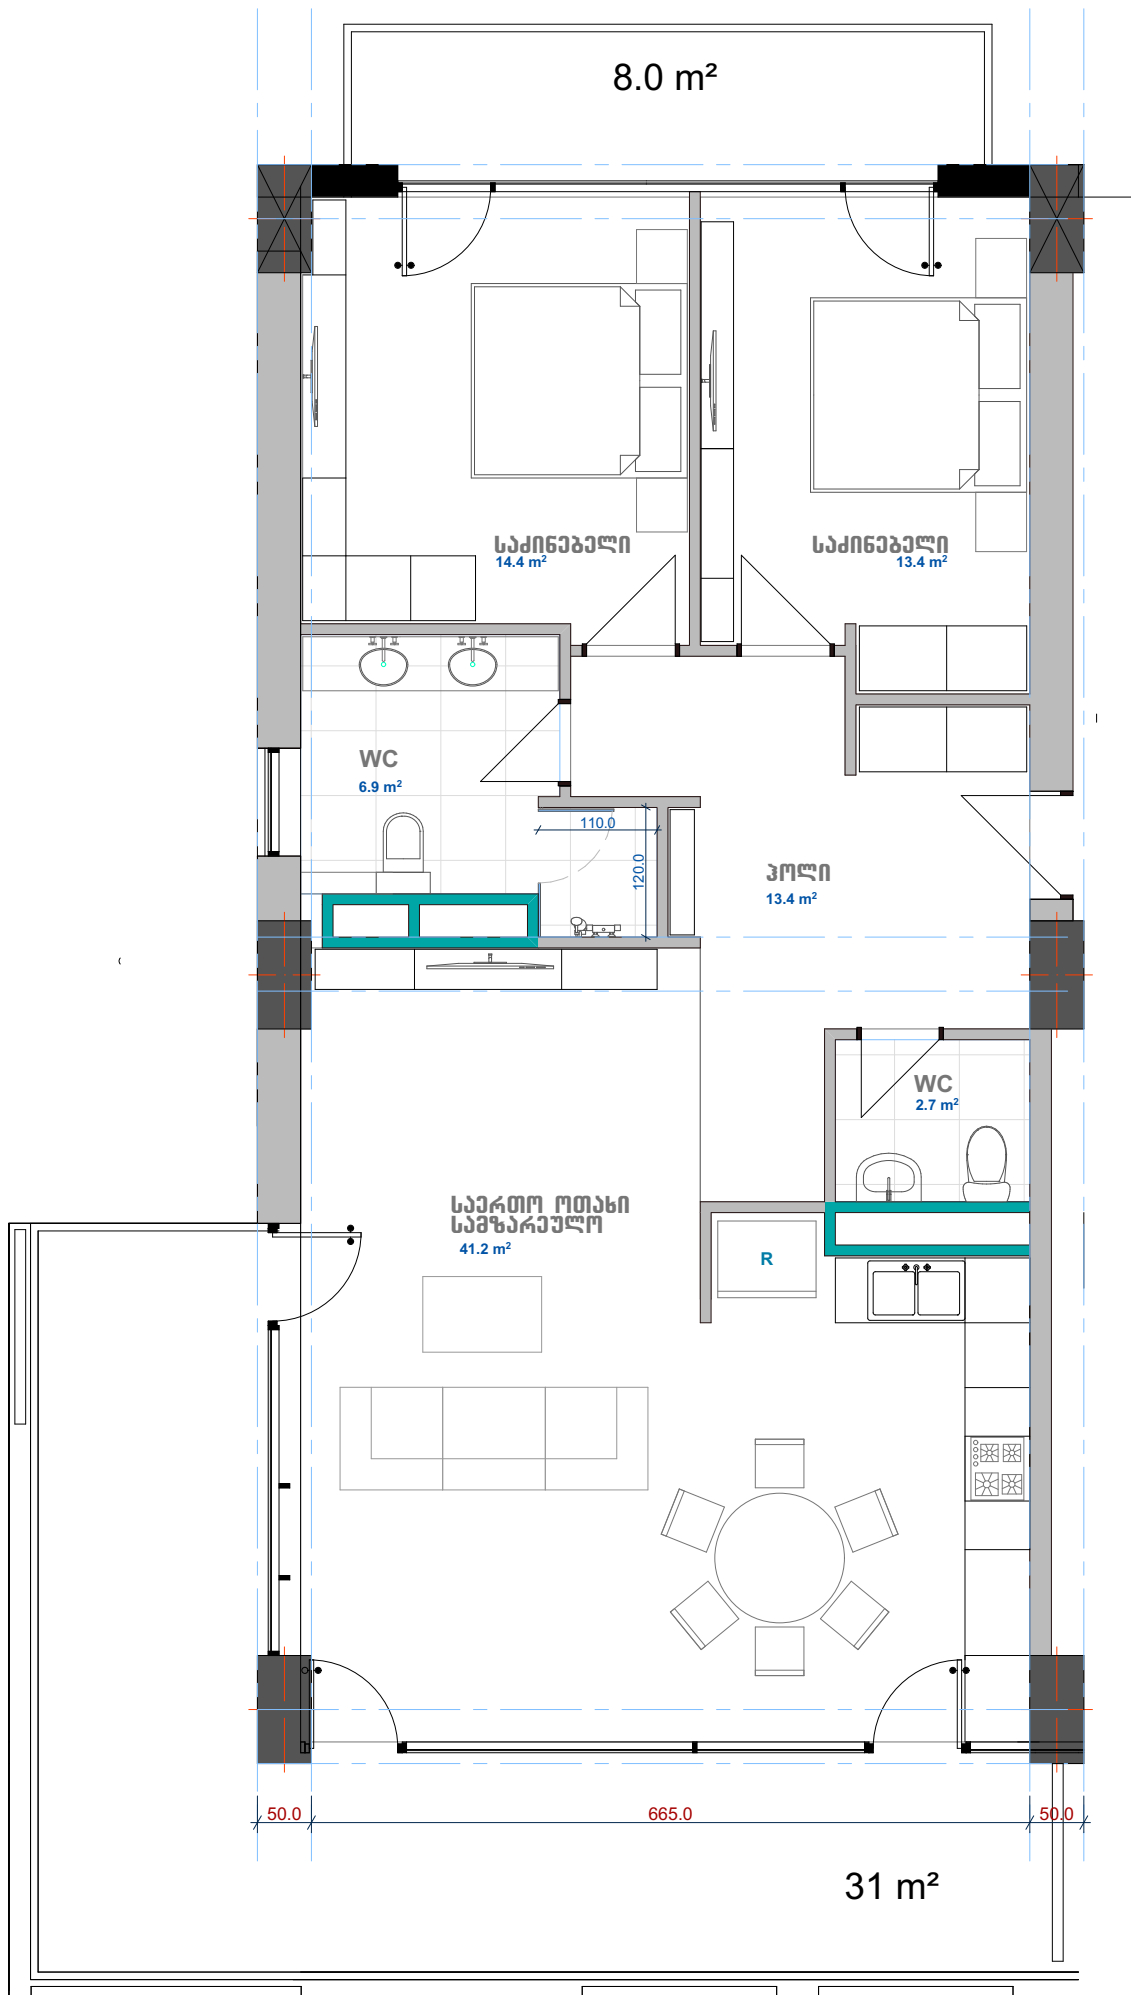 8.0 m²
საძინებელი
14.4 m²
საძინებელი
13.4 m²
WC
6.9 m²
110.0
120.0
ჰოლი
13.4 m²
WC
2.7 m²
საერთო ოთახი
სამზარეულო
41.2 m²
R
50.0
665.0
50.0
31 m²